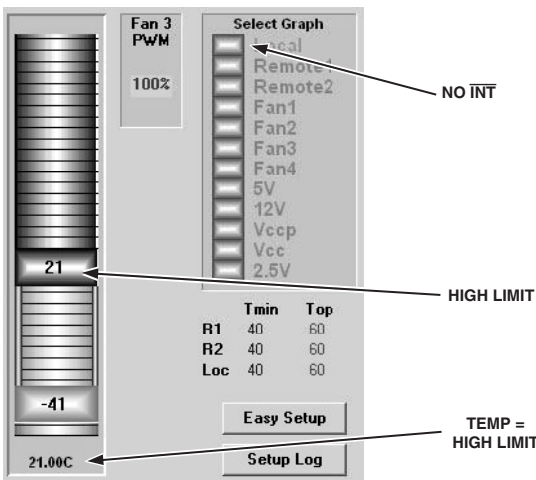 Fan 3
PWM
100%
Select Graph
Local
Remote1
Remote2
Fan1
Fan2
Fan3
Fan4
5V
12V
Vccp
Vcc
2.5V
NO INT
21
HIGH LIMIT
Tmin Top
R1 40 60
R2 40 60
Loc 40 60
-41
Easy Setup
TEMP =
HIGH LIMIT
21.00C
Setup Log